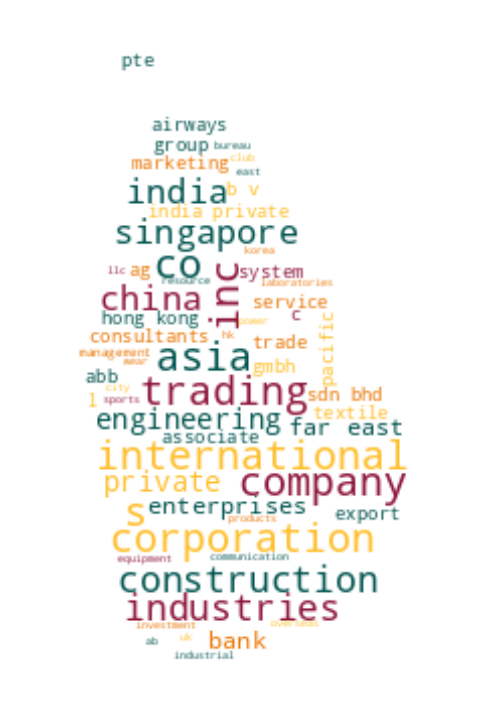 pte
airways
group bureau
marketing club
east
india b v
india private
singapore
korea
co
llc ag system
resource laboratories
china inc service
hong kong c
power
consultants hk trade pacific
management asia
wear gmbh
abb
city trading sdn bhd
l sports
engineering textile
associate far east
international
private company
s enterprises export
products
corporation
equipment communication
construction
industries
investment overseas
ab uk bank
industrial